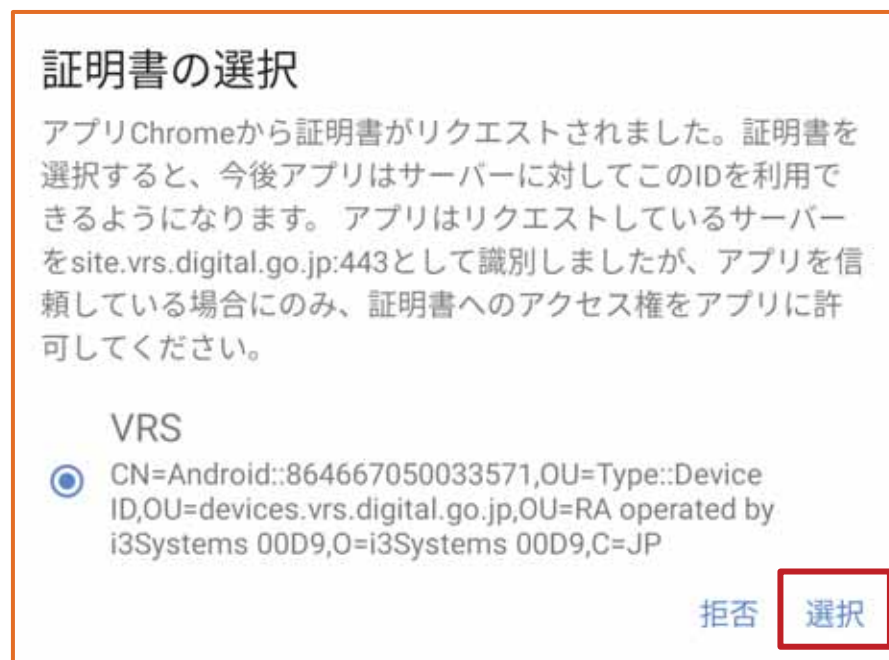 証明書の選択
アプリChromeから証明書がリクエストされました。証明書を
選択すると、今後アプリはサーバーに対してこのIDを利用で
きるようになります。 アプリはリクエストしているサーバー
をsite.vrs.digital.go.jp:443として識別しましたが、アプリを信
頼している場合にのみ、証明書へのアクセス権をアプリに許
可してください。
VRS
CN=Android::864667050033571,OU=Type::Device
ID,OU=devices.vrs.digital.go.jp,OU=RA operated by
i3Systems 00D9,O=i3Systems 00D9,C=JP
拒否 選択